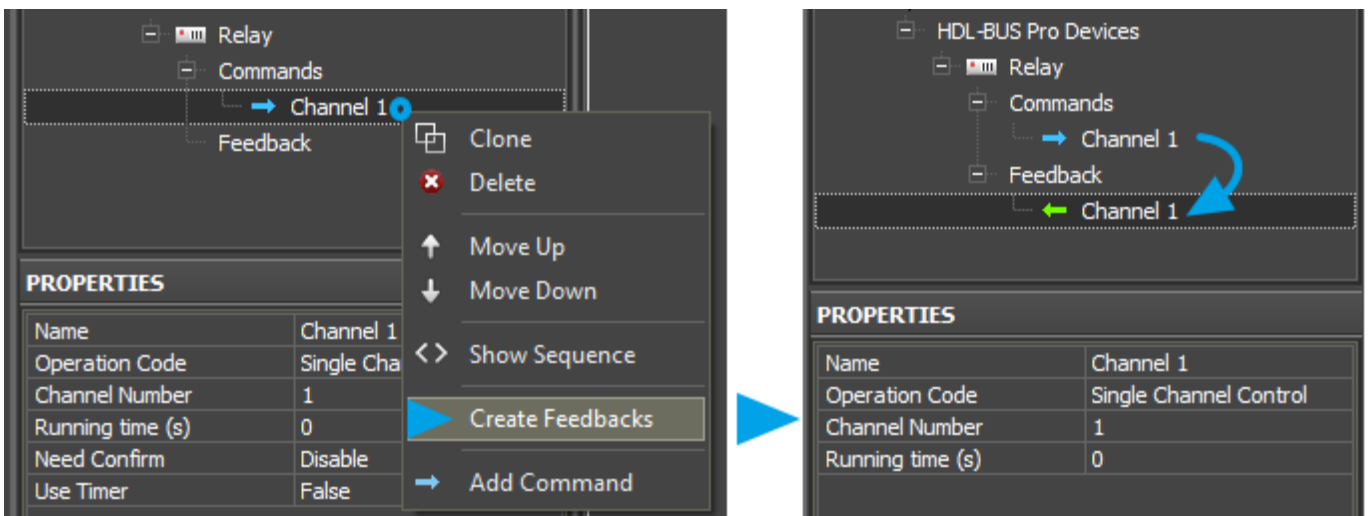 Relay
Commands
Channel 1
Feedback
Clone
Delete
Move Up
Move Down
Show Sequence
Create Feedbacks
Add Command
PROPERTIES
Name Channel 1
Operation Code Single Cha
Channel Number 1
Running time (s) 0
Need Confirm Disable
Use Timer False
HDL-BUS Pro Devices
Relay
Commands
Channel 1
Feedback
Channel 1
PROPERTIES
Name Channel 1
Operation Code Single Channel Control
Channel Number 1
Running time (s) 0